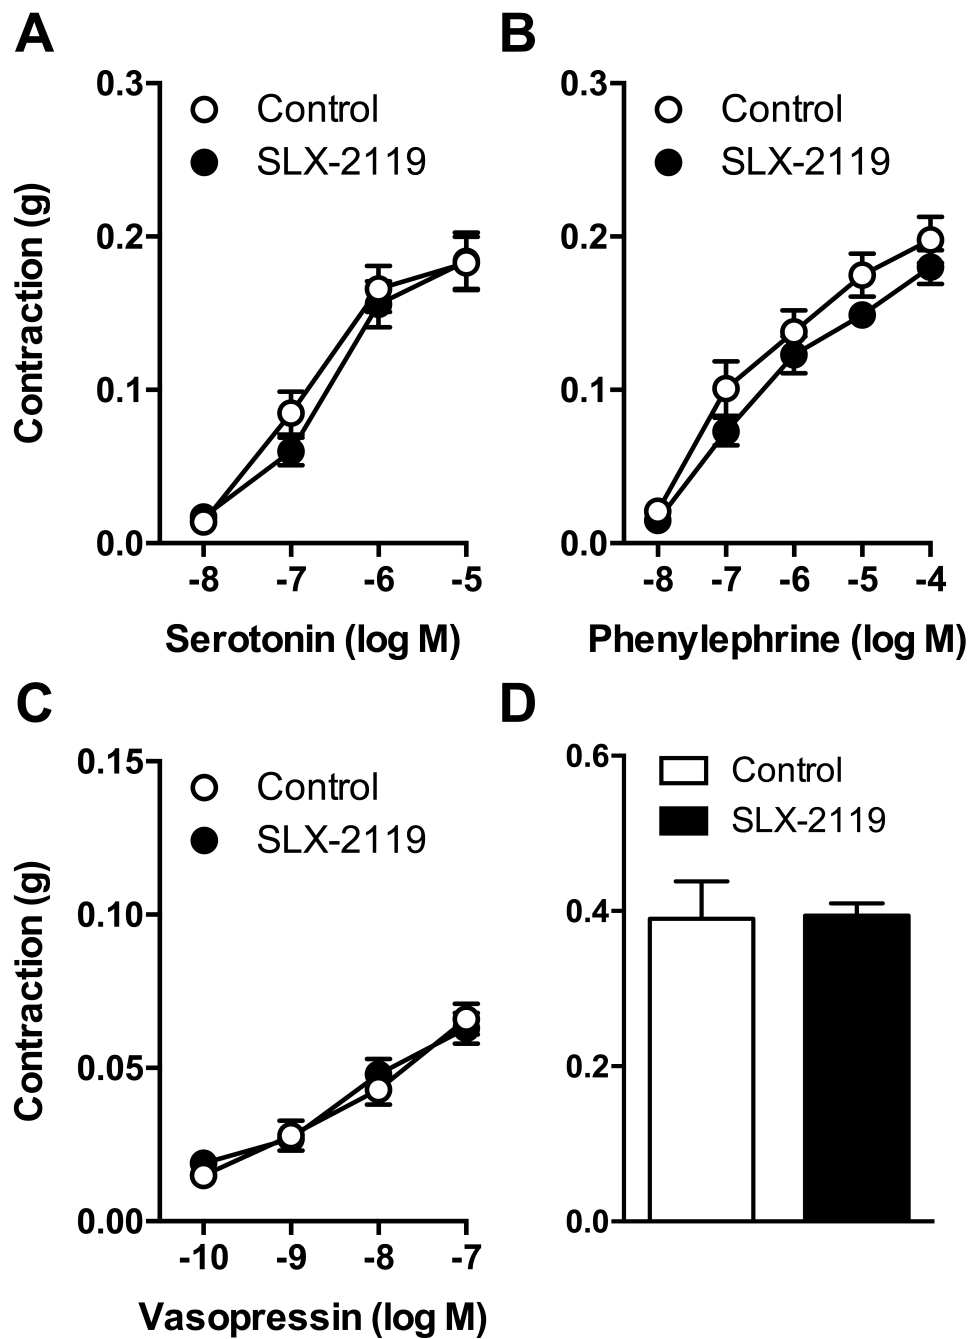 A
0.3
0.2
0.1
0.0
Contraction (g)
Control
SLX-2119
-8 -7 -6 -5
Serotonin (log M)
B
0.3
0.2
0.1
0.0
Control
SLX-2119
-8 -7 -6 -5 -4
Phenylephrine (log M)
C
0.15
0.10
0.05
0.00
Contraction (g)
Control
SLX-2119
-10 -9 -8 -7
Vasopressin (log M)
D
0.6
0.4
0.2
0.0
Control
SLX-2119